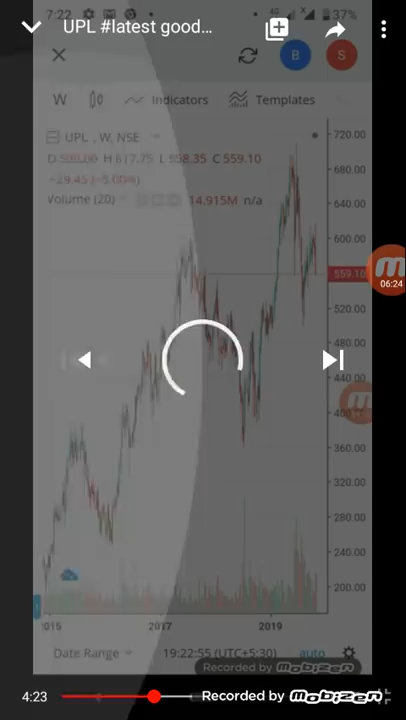 7:22 4G 37%
UPL #latest good...
B S
W Indicators Templates
UPL, W, NSE
O 590.00 H 617.75 L 558.35 C 559.10
−29.45 (−5.00%)
Volume (20) 14.915M n/a
720.00
680.00
640.00
600.00
559.10
520.00
480.00
440.00
400.00
360.00
320.00
280.00
240.00
200.00
06:24
2015 2017 2019
Date Range 19:22:55 (UTC+5:30) auto
Recorded by MOBIZEN
4:23
Recorded by MOBIZEN